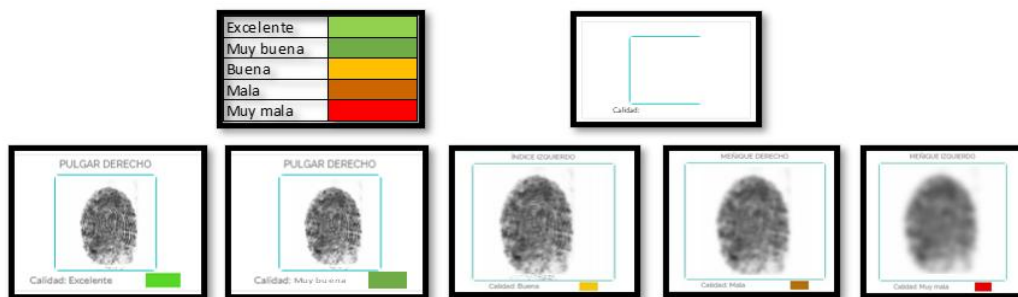 Excelente
Muy buena
Buena
Mala
Muy mala
Calidad:
PULGAR DERECHO
Calidad: Excelente
PULGAR DERECHO
Calidad: Muy buena
ÍNDICE IZQUIERDO
Calidad: Buena
MEÑIQUE DERECHO
Calidad: Mala
MEÑIQUE IZQUIERDO
Calidad: Muy mala